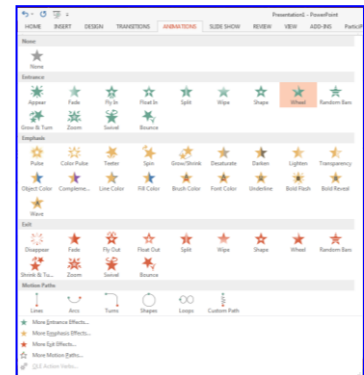 Presentation1 - PowerPoint
HOME INSERT DESIGN TRANSITIONS ANIMATIONS SLIDE SHOW REVIEW VIEW ADD-INS
None
None
Entrance
Appear Fade Fly In Float In Split Wipe Shape Wheel Random Bars
Grow & Turn Zoom Swivel Bounce
Emphasis
Pulse Color Pulse Teeter Spin Grow/Shrink Desaturate Darken Lighten Transparency
Object Color Compleme... Line Color Fill Color Brush Color Font Color Underline Bold Flash Bold Reveal
Wave
Exit
Disappear Fade Fly Out Float Out Split Wipe Shape Wheel Random Bars
Shrink & Tu... Zoom Swivel Bounce
Motion Paths
Lines Arcs Turns Shapes Loops Custom Path
More Entrance Effects...
More Emphasis Effects...
More Exit Effects...
More Motion Paths...
OLE Action Verbs...